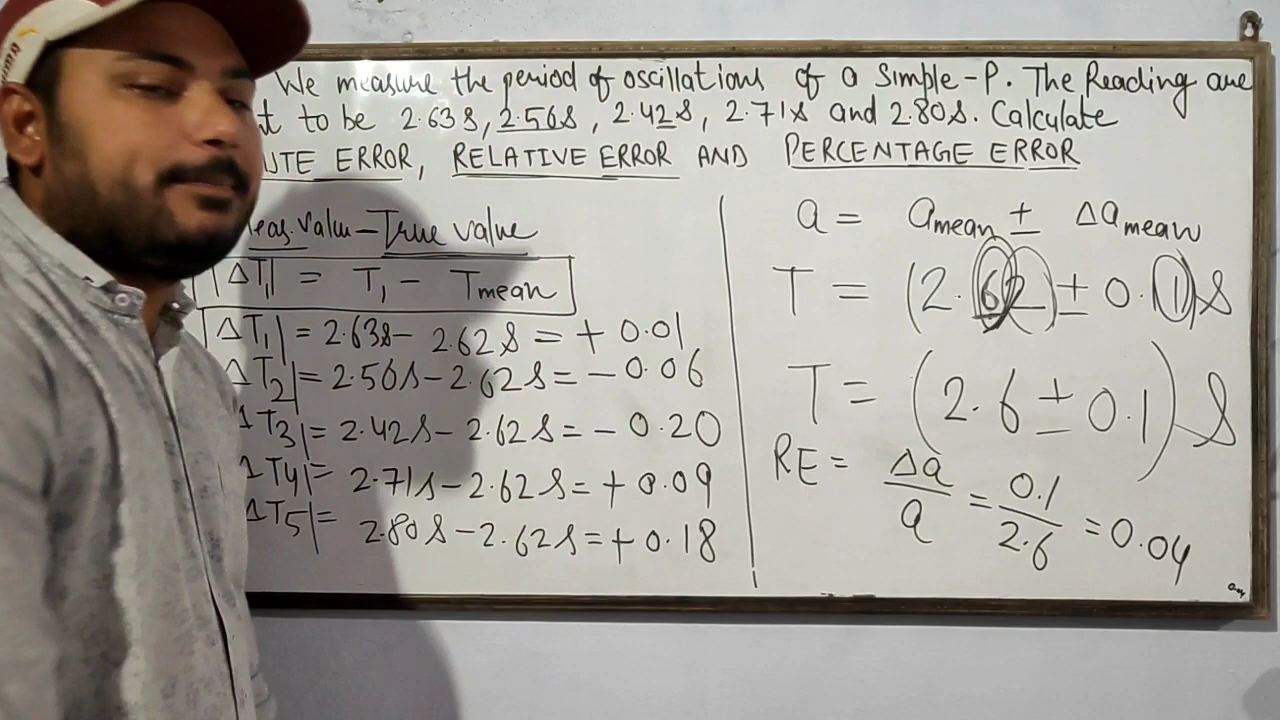 We measure the period of oscillations of a Simple-P. The Reading are
t to be 2.63s, 2.56s, 2.42s, 2.71s and 2.80s. Calculate
UTE ERROR, RELATIVE ERROR AND PERCENTAGE ERROR
eas. value - True value
|ΔT₁| = T₁ - Tmean
|ΔT₁| = 2.63s - 2.62s = + 0.01
ΔT₂| = 2.56s - 2.62s = - 0.06
ΔT₃| = 2.42s - 2.62s = - 0.20
ΔT₄| = 2.71s - 2.62s = + 0.09
ΔT₅| = 2.80s - 2.62s = + 0.18
a = amean ± Δamean
T = (2.62 ± 0.1)s
T = (2.6 ± 0.1)s
RE = Δa/a = 0.1/2.6 = 0.04